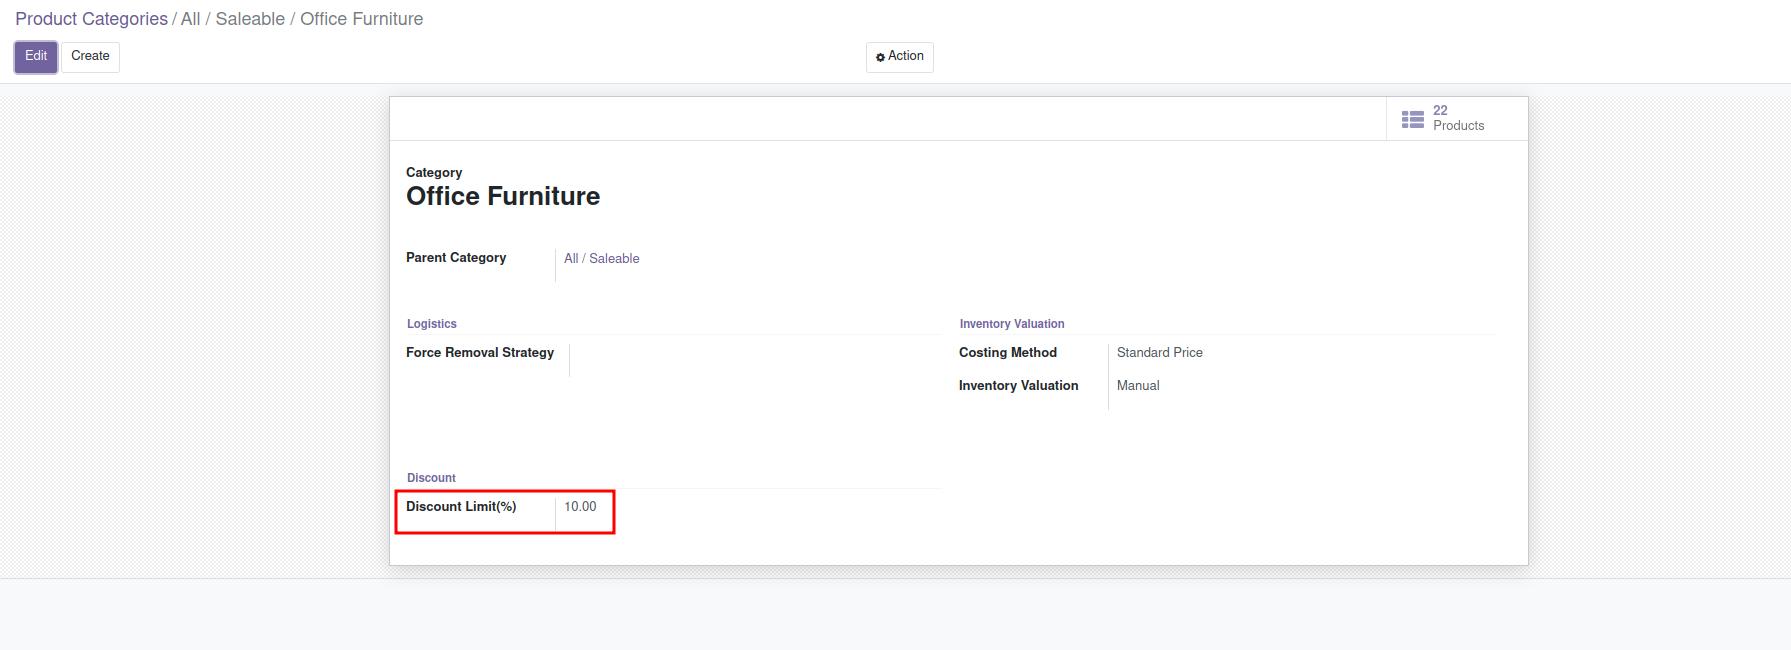 Product Categories / All / Saleable / Office Furniture
Edit Create Action
22
Products
Category
Office Furniture
Parent Category All / Saleable
Logistics Inventory Valuation
Force Removal Strategy Costing Method Standard Price
Inventory Valuation Manual
Discount
Discount Limit(%) 10.00